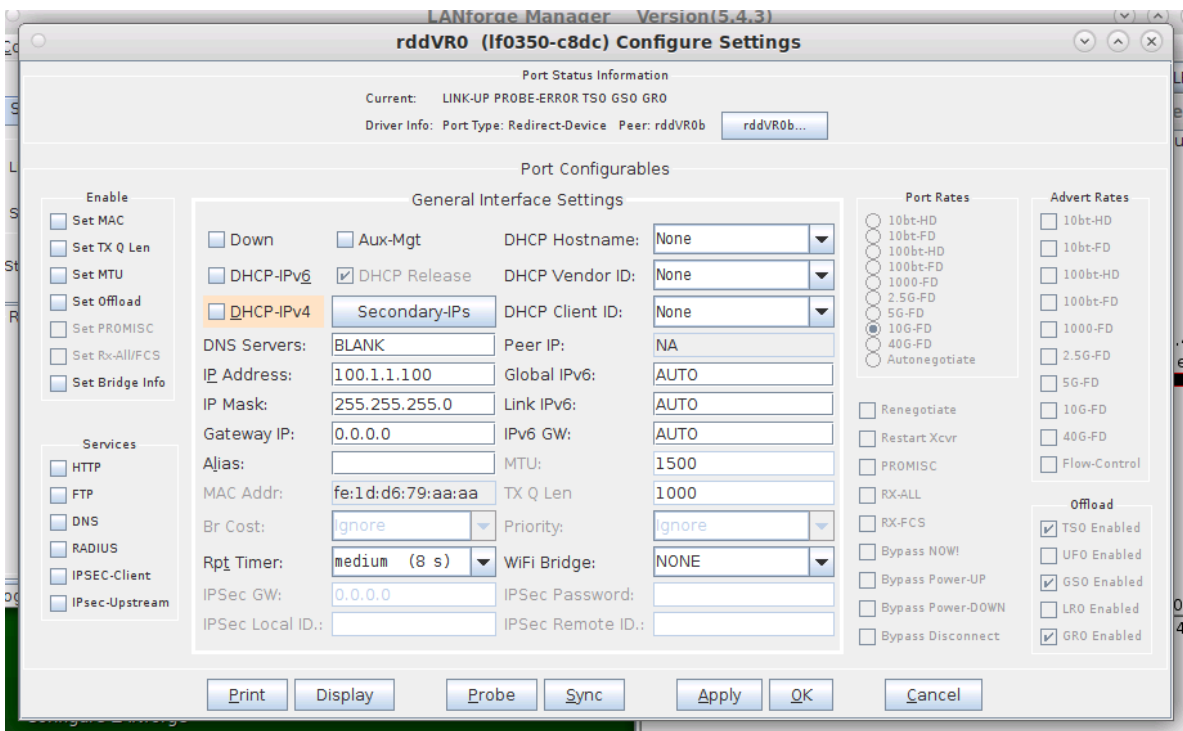 LANforge Manager Version(5.4.3)
rddVR0 (lf0350-c8dc) Configure Settings
Port Status Information
Current: LINK-UP PROBE-ERROR TSO GSO GRO
Driver Info: Port Type: Redirect-Device Peer: rddVR0b rddVR0b...
Port Configurables
Enable
Set MAC
Set TX Q Len
Set MTU
Set Offload
Set PROMISC
Set Rx-All/FCS
Set Bridge Info
Services
HTTP
FTP
DNS
RADIUS
IPSEC-Client
IPsec-Upstream
General Interface Settings
Down Aux-Mgt DHCP Hostname: None
DHCP-IPv6 DHCP Release DHCP Vendor ID: None
DHCP-IPv4 Secondary-IPs DHCP Client ID: None
DNS Servers: BLANK Peer IP: NA
IP Address: 100.1.1.100 Global IPv6: AUTO
IP Mask: 255.255.255.0 Link IPv6: AUTO
Gateway IP: 0.0.0.0 IPv6 GW: AUTO
Alias: MTU: 1500
MAC Addr: fe:1d:d6:79:aa:aa TX Q Len 1000
Br Cost: Ignore Priority: Ignore
Rpt Timer: medium (8 s) WiFi Bridge: NONE
IPSec GW: 0.0.0.0 IPSec Password:
IPSec Local ID.: IPSec Remote ID.:
Port Rates
10bt-HD
10bt-FD
100bt-HD
100bt-FD
1000-FD
2.5G-FD
5G-FD
10G-FD
40G-FD
Autonegotiate
Renegotiate
Restart Xcvr
PROMISC
RX-ALL
RX-FCS
Bypass NOW!
Bypass Power-UP
Bypass Power-DOWN
Bypass Disconnect
Advert Rates
10bt-HD
10bt-FD
100bt-HD
100bt-FD
1000-FD
2.5G-FD
5G-FD
10G-FD
40G-FD
Flow-Control
Offload
TSO Enabled
UFO Enabled
GSO Enabled
LRO Enabled
GRO Enabled
Print Display Probe Sync Apply OK Cancel